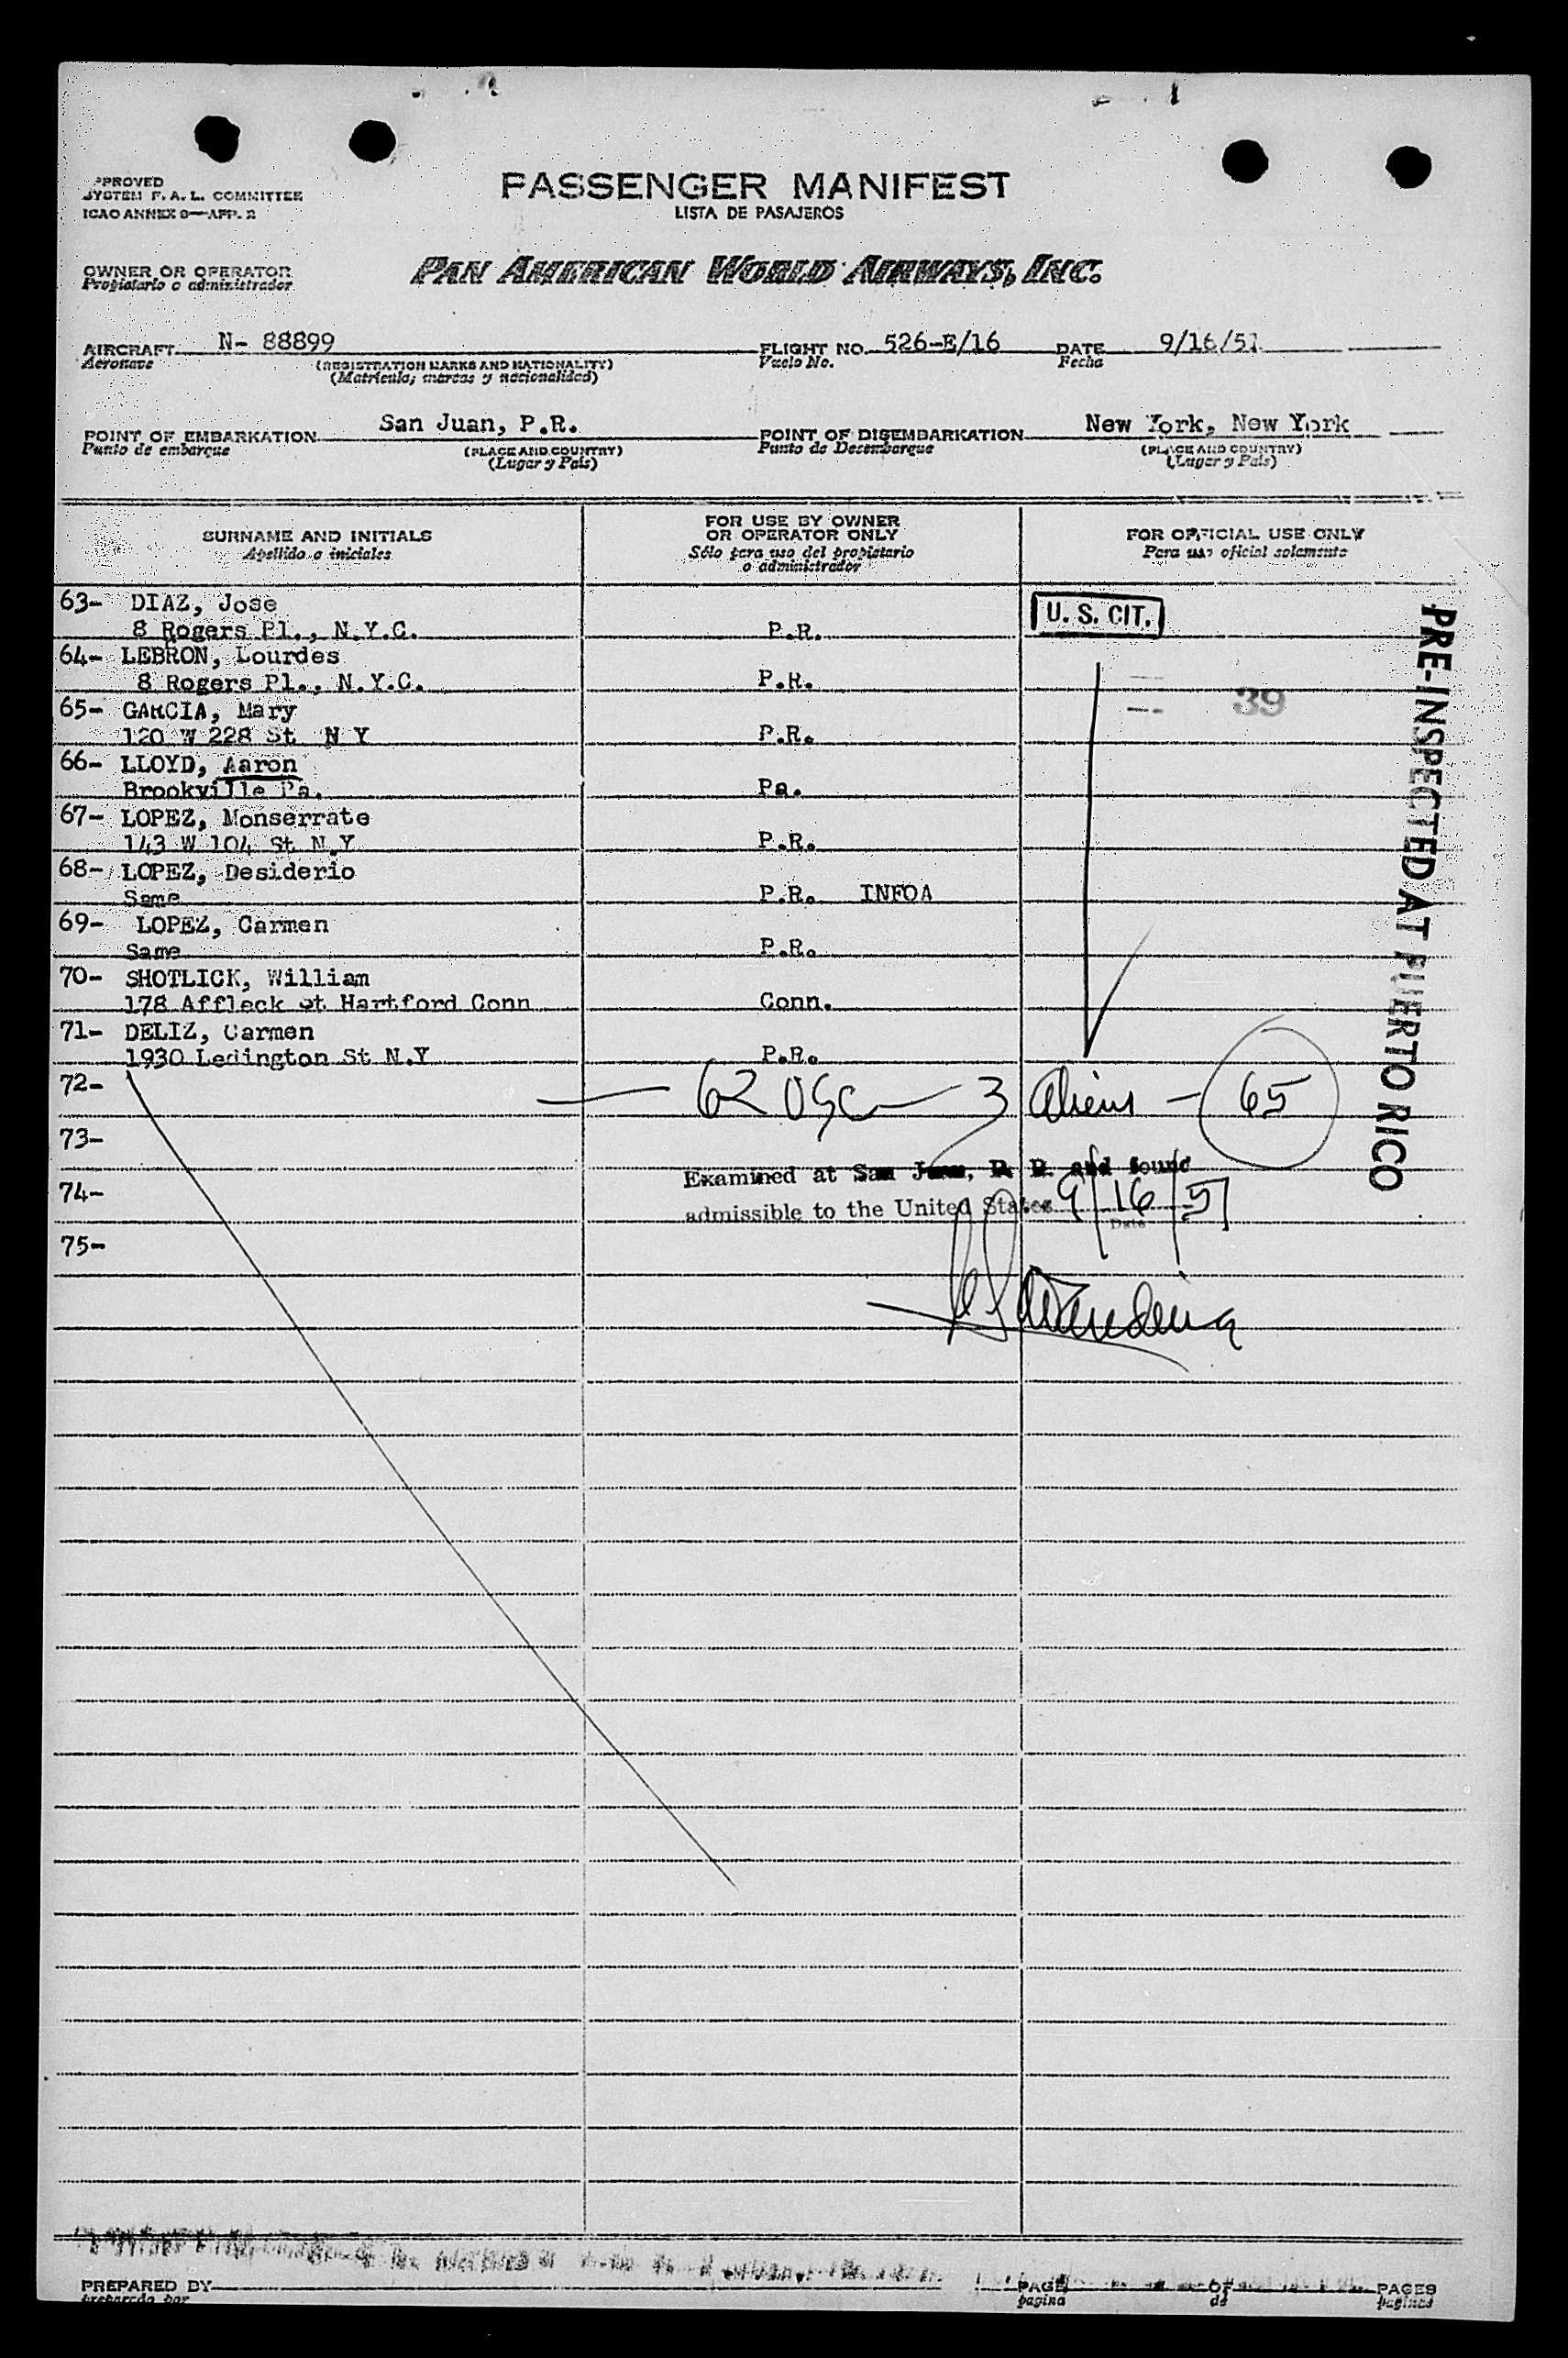 PASSENGER MANIFEST
LISTA DE PASAJEROS
PPROVED
SYSTEM F. A. L. COMMITTEE
ICAO ANNEX 9—APP. 2
OWNER OR OPERATOR
Propietario o administrador
PAN AMERICAN WORLD AIRWAYS, INC.
AIRCRAFT N- 88899 FLIGHT NO. 526-E/16 DATE 9/16/51
Aeronave (REGISTRATION MARKS AND NATIONALITY) Vuelo No. Fecha
(Matrícula; marcas y nacionalidad)
POINT OF EMBARKATION San Juan, P.R. POINT OF DISEMBARKATION New York, New York
Punto de embarque (PLACE AND COUNTRY) Punto de Desembarque (PLACE AND COUNTRY)
(Lugar y País) (Lugar y País)
SURNAME AND INITIALS
Apellido e iniciales
FOR USE BY OWNER
OR OPERATOR ONLY
Sólo para uso del propietario
o administrador
FOR OFFICIAL USE ONLY
Para uso oficial solamente
63- DIAZ, Jose U. S. CIT.
8 Rogers Pl., N.Y.C. P.R.
64- LEBRON, Lourdes
8 Rogers Pl., N.Y.C. P.R.
65- GARCIA, Mary 39
120 W 228 St N Y P.R.
66- LLOYD, Aaron
Brookville Pa. Pa.
67- LOPEZ, Monserrate
143 W 104 St N.Y P.R.
68- LOPEZ, Desiderio
Same P.R. INFOA
69- LOPEZ, Carmen
Same P.R.
70- SHOTLICK, William
178 Affleck St Hartford Conn Conn.
71- DELIZ, Carmen
1930 Ledington St N.Y P.R.
72- — 62 USC — 3 Aliens — 65
73-
Examined at San Juan, P. R. and found
74-
admissible to the United States 9/16/51
Date
75-
PRE-INSPECTED AT PUERTO RICO
PREPARED BY PAGE OF PAGES
preparado por pagina de paginas